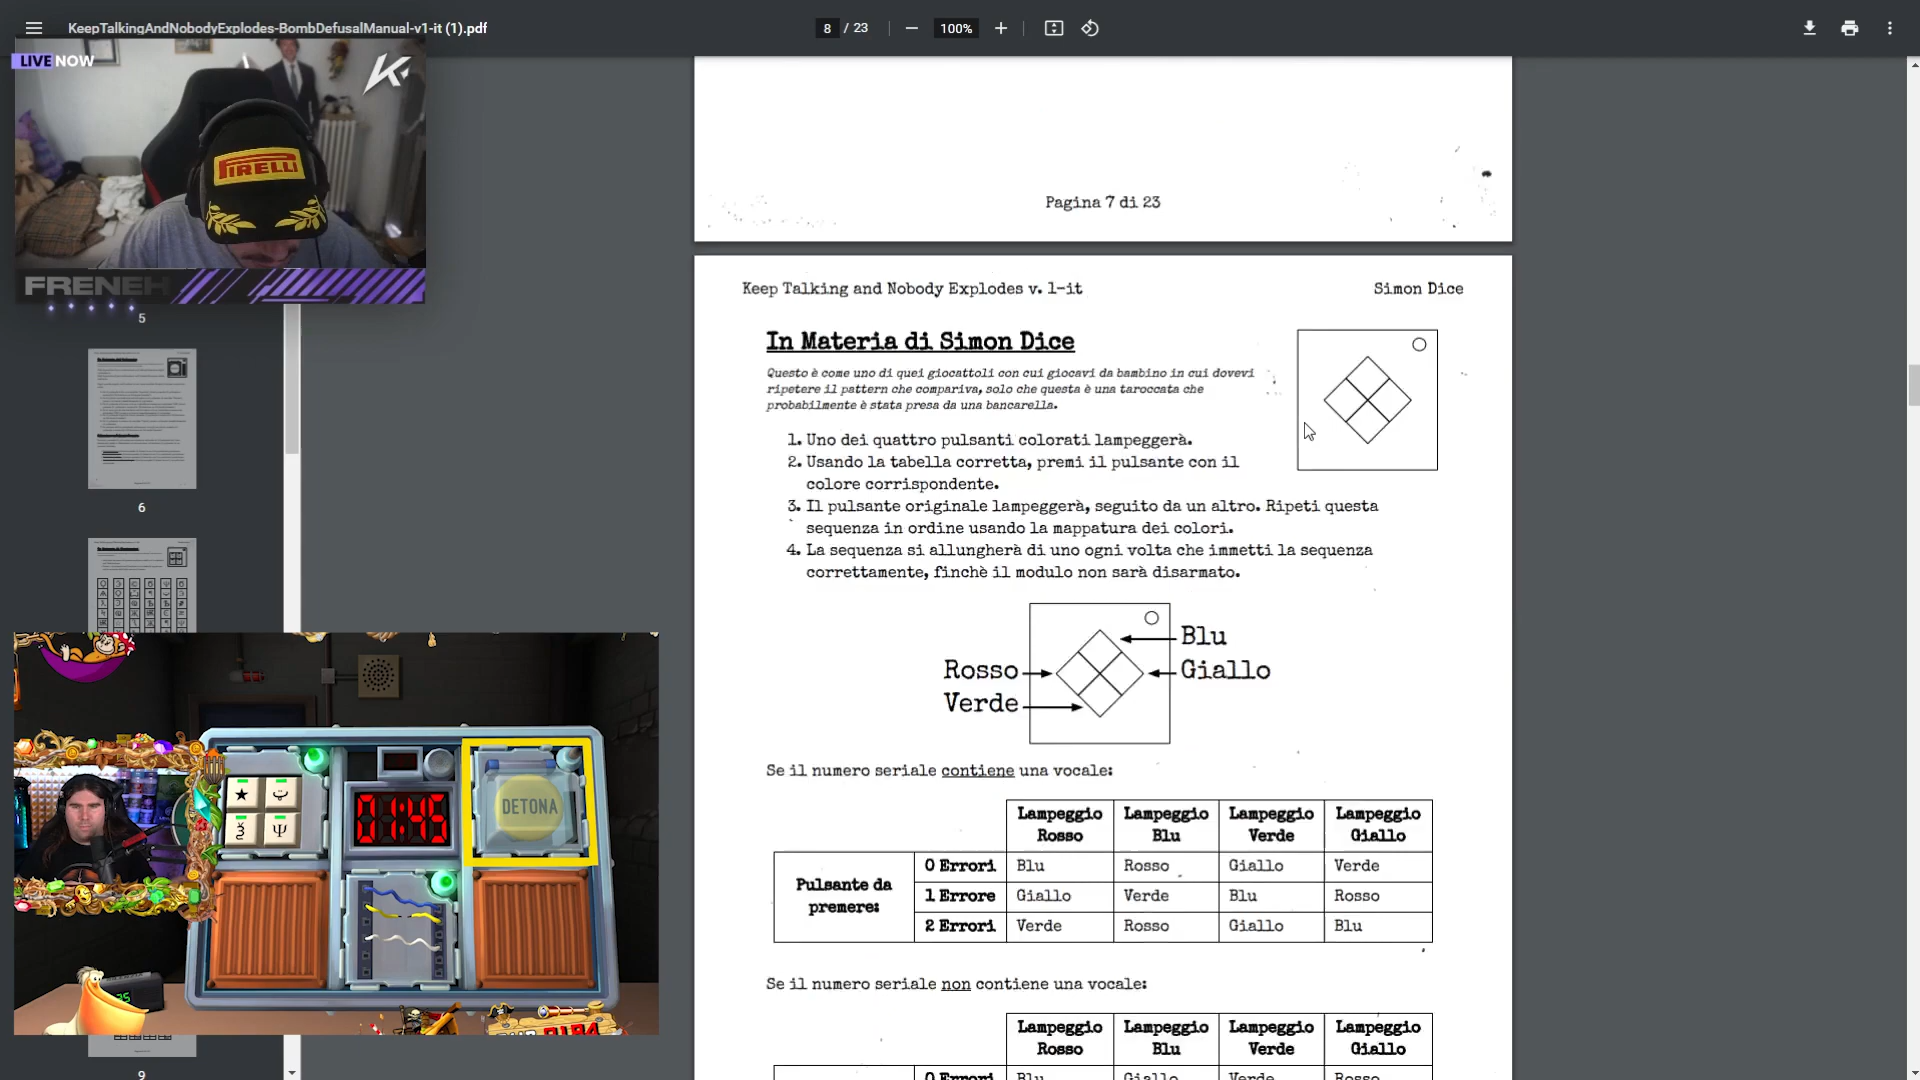 KeepTalkingAndNobodyExplodes-BombDefusalManual-v1-it (1).pdf
8 / 23
100%
LIVE NOW
PIRELLI
FRENEH
5
6
9
DETONA
1:45
Pagina 7 di 23
Keep Talking and Nobody Explodes v. 1-it
Simon Dice
In Materia di Simon Dice
Questo è come uno di quei giocattoli con cui giocavi da bambino in cui dovevi
ripetere il pattern che compariva, solo che questa è una taroccata che
probabilmente è stata presa da una bancarella.
1. Uno dei quattro pulsanti colorati lampeggerà.
2. Usando la tabella corretta, premi il pulsante con il
colore corrispondente.
3. Il pulsante originale lampeggerà, seguito da un altro. Ripeti questa
sequenza in ordine usando la mappatura dei colori.
4. La sequenza si allungherà di uno ogni volta che immetti la sequenza
correttamente, finchè il modulo non sarà disarmato.
Blu
Rosso
Giallo
Verde
Se il numero seriale contiene una vocale:
Lampeggio Rosso
Lampeggio Blu
Lampeggio Verde
Lampeggio Giallo
Pulsante da premere:
0 Errori Blu Rosso Giallo Verde
1 Errore Giallo Verde Blu Rosso
2 Errori Verde Rosso Giallo Blu
Se il numero seriale non contiene una vocale:
Lampeggio Rosso
Lampeggio Blu
Lampeggio Verde
Lampeggio Giallo
0 Errori Blu Giallo Verde Rosso